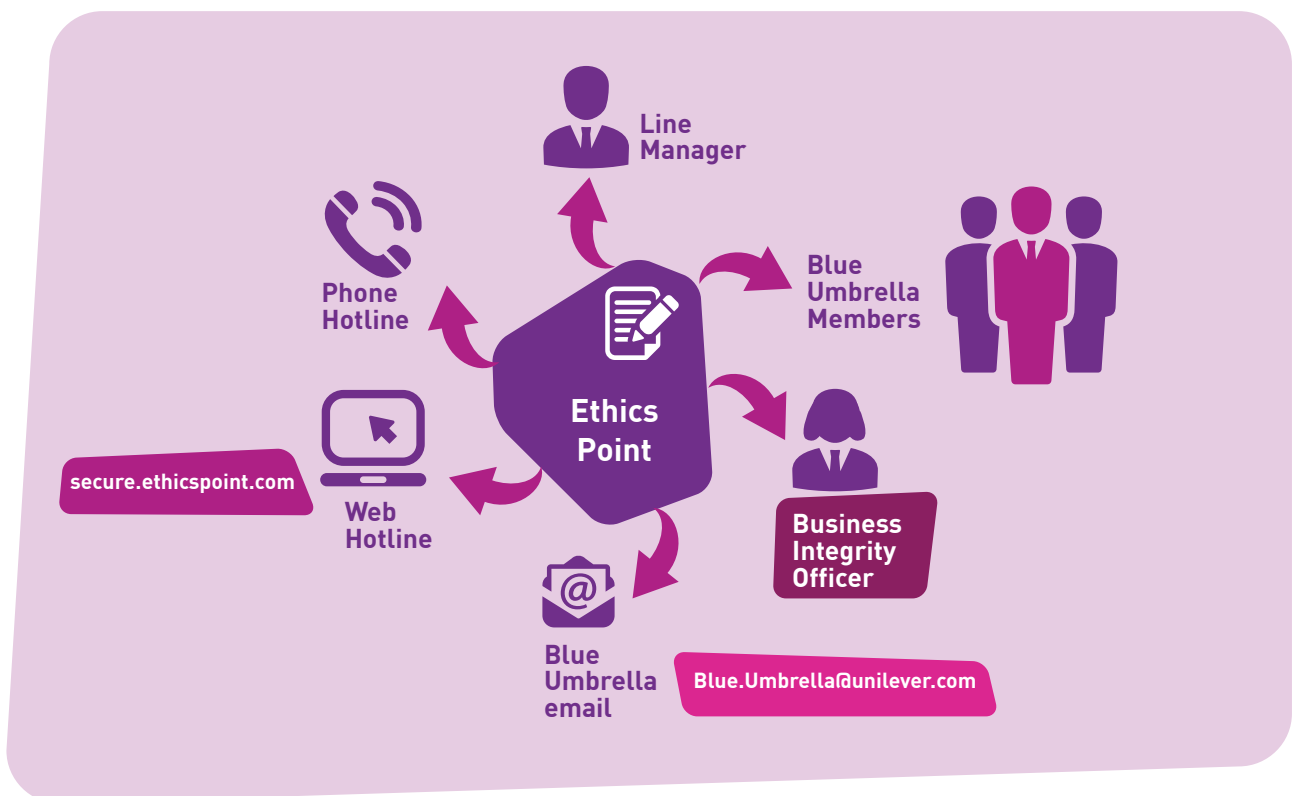 Line
Manager
Blue
Umbrella
Members
Phone
Hotline
Ethics
Point
secure.ethicspoint.com
Web
Hotline
Business
Integrity
Officer
@
Blue
Umbrella
email
Blue.Umbrella@unilever.com